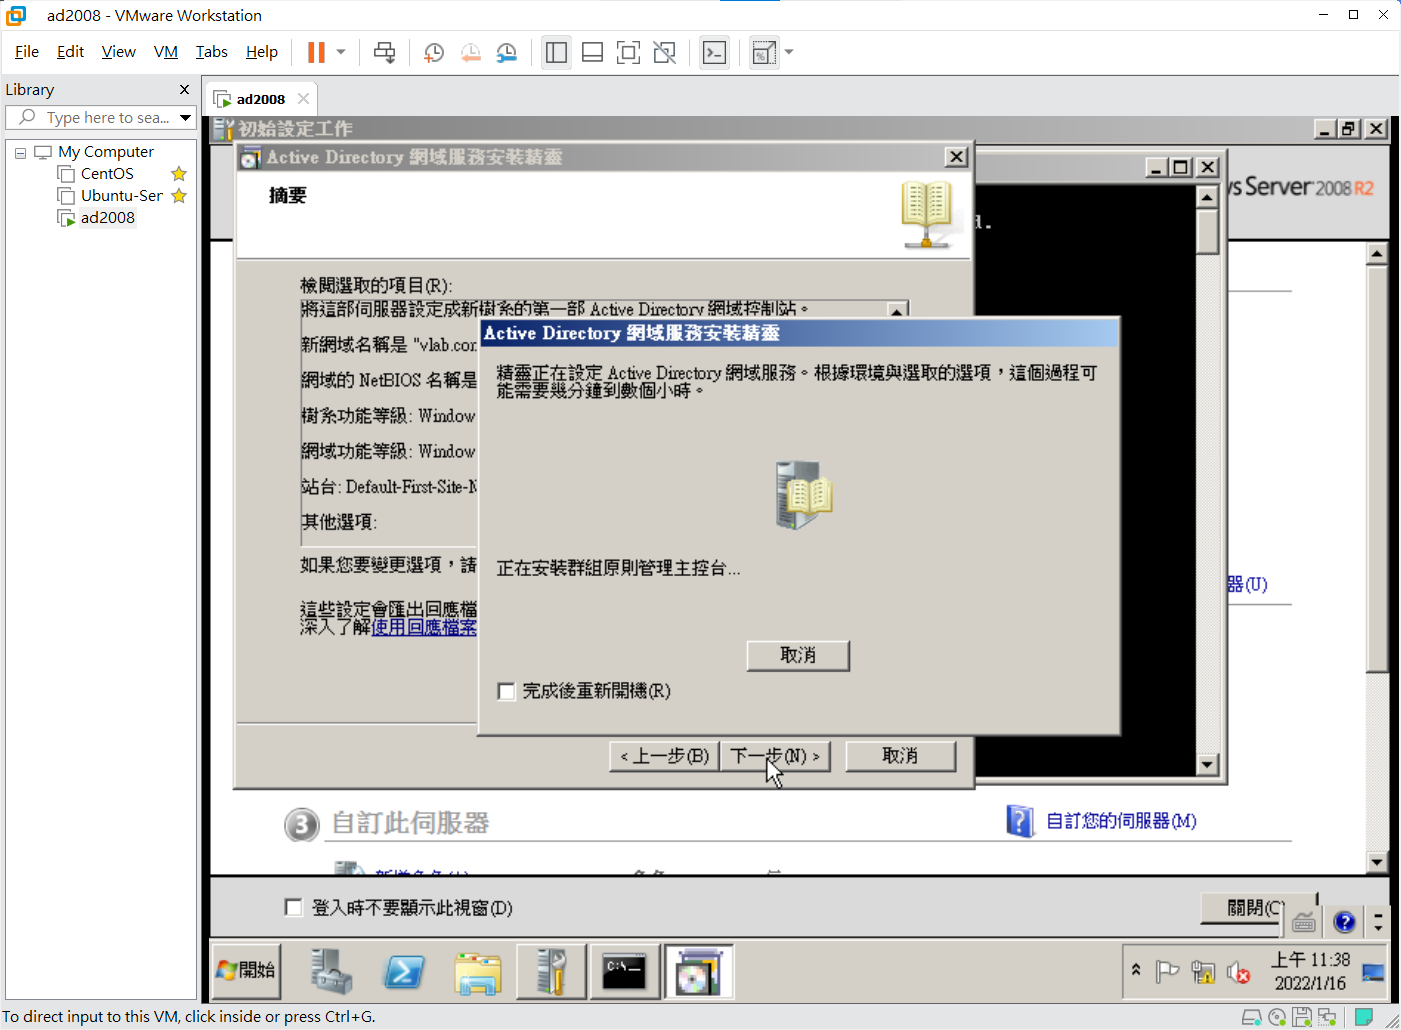 ad2008 - VMware Workstation
File Edit View VM Tabs Help
Library
Type here to sea...
ad2008
My Computer
CentOS
Ubuntu-Ser
ad2008
初始設定工作
Active Directory 網域服務安裝精靈
摘要
Server 2008 R2
d.
檢閱選取的項目(R):
將這部伺服器設定成新樹系的第一部 Active Directory 網域控制站。
新網域名稱是 "vlab.con
網域的 NetBIOS 名稱是
樹系功能等級: Window
網域功能等級: Window
站台: Default-First-Site-N
其他選項:
如果您要變更選項，請
這些設定會匯出回應檔
深入了解使用回應檔案
Active Directory 網域服務安裝精靈
精靈正在設定 Active Directory 網域服務。根據環境與選取的選項，這個過程可
能需要幾分鐘到數個小時。
正在安裝群組原則管理主控台...
取消
完成後重新開機(R)
器(U)
< 上一步(B) 下一步(N) > 取消
3 自訂此伺服器
自訂您的伺服器(M)
登入時不要顯示此視窗(D)
關閉(C)
開始
C:\_
上午 11:38
2022/1/16
To direct input to this VM, click inside or press Ctrl+G.